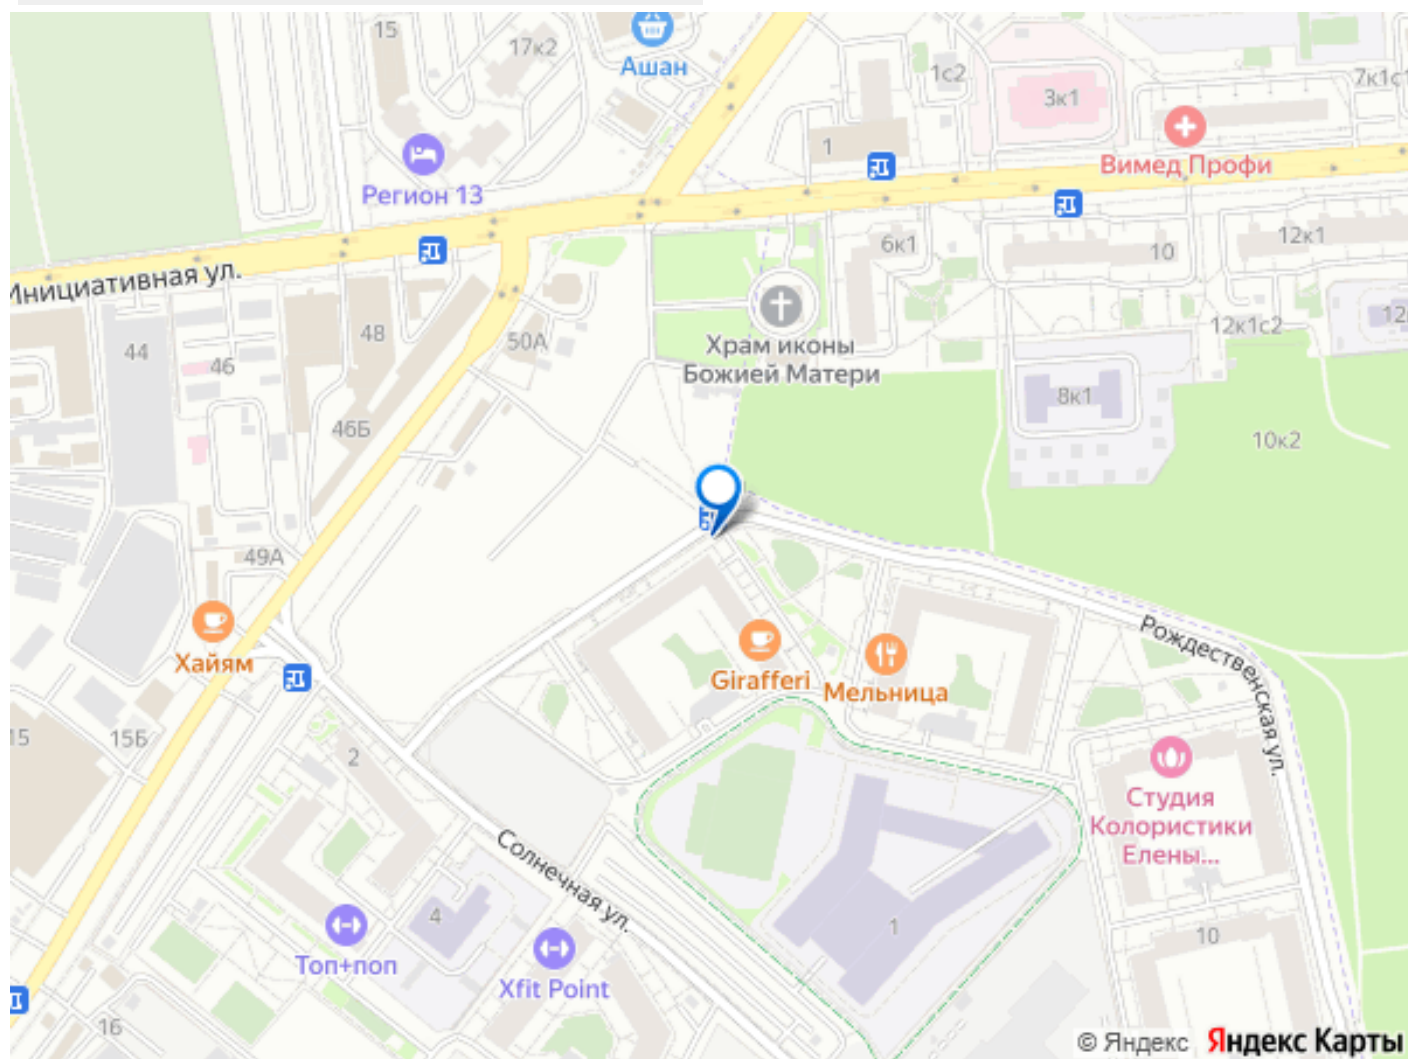 15
17к2
Ашан
1с2
3к1
7к1с1
Вимед Профи
1
Регион 13
Инициативная ул.
6к1
10
12к1
12к1с2
44
46
48
50А
46Б
Храм иконы
Божией Матери
8к1
10к2
49А
Хайям
Girafferi
Мельница
Рождественская ул.
15
15Б
2
Студия
Колористики
Елены...
Солнечная ул.
4
1
10
Топ+поп
Xfit Point
16
© Яндекс Яндекс Карты